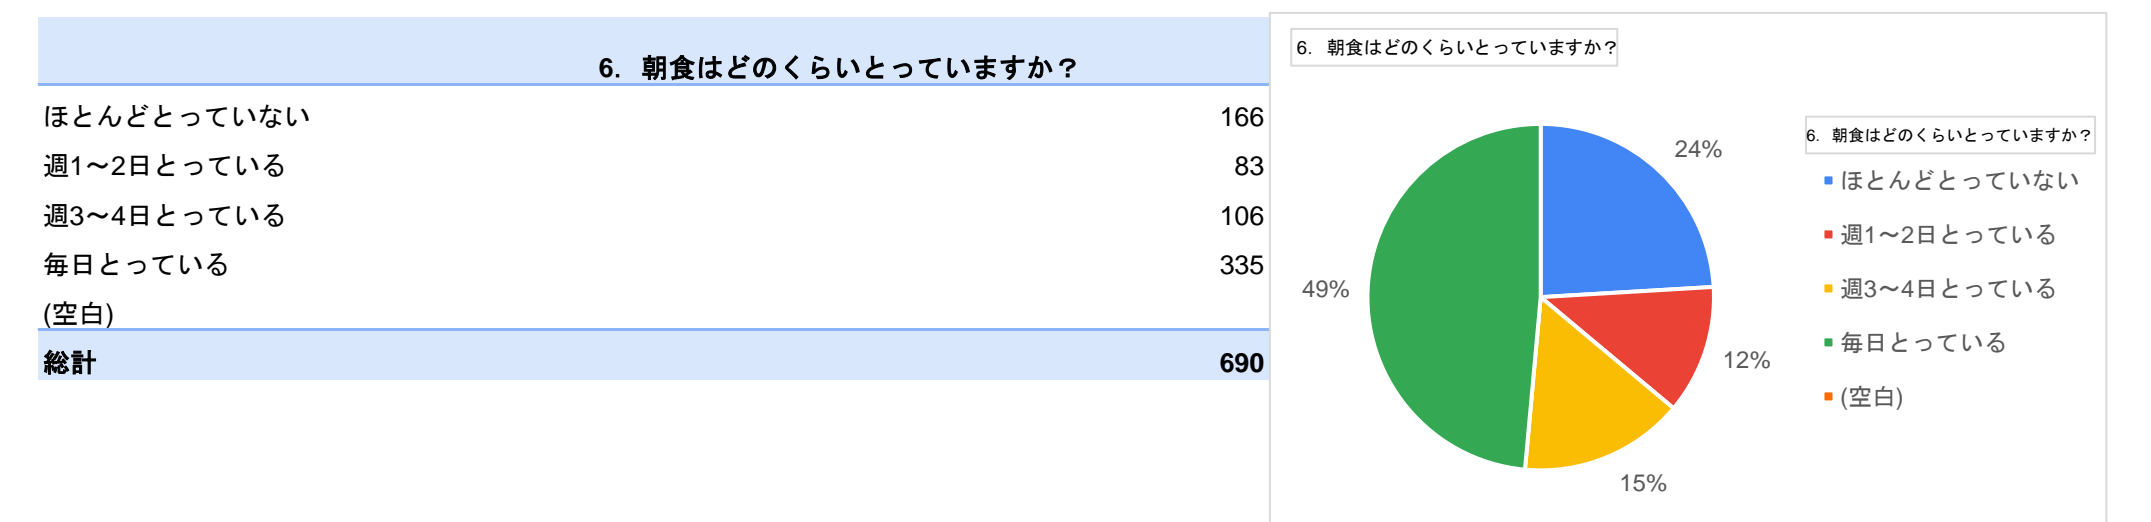 6. 朝食はどのくらいとっていますか？
ほとんどとっていない 166
週1～2日とっている 83
週3～4日とっている 106
毎日とっている 335
(空白)
総計 690
6. 朝食はどのくらいとっていますか？
24%
12%
15%
49%
6. 朝食はどのくらいとっていますか？
ほとんどとっていない
週1～2日とっている
週3～4日とっている
毎日とっている
(空白)